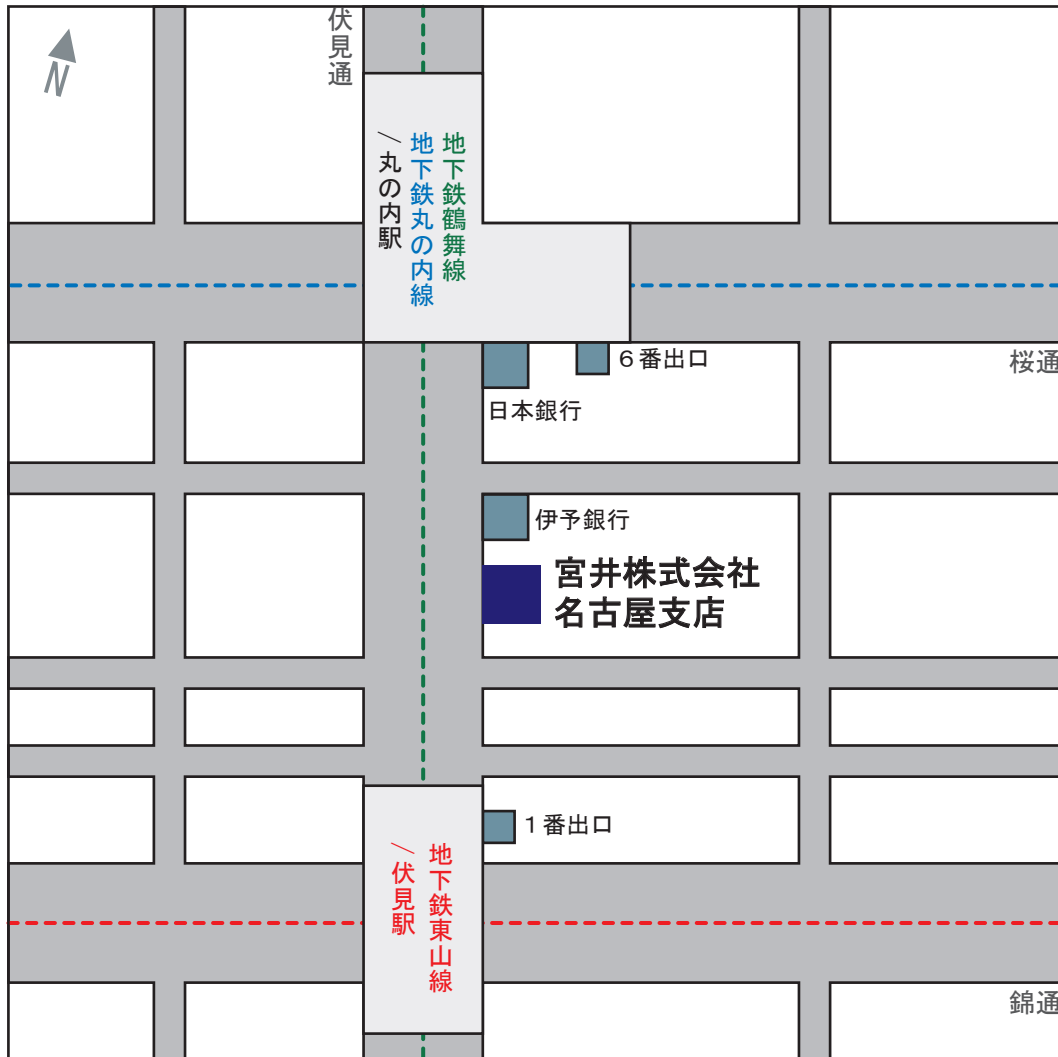 N
伏見通
地下鉄鶴舞線
地下鉄丸の内線
/丸の内駅
6番出口
桜通
日本銀行
伊予銀行
宮井株式会社
名古屋支店
1番出口
地下鉄東山線
/伏見駅
錦通